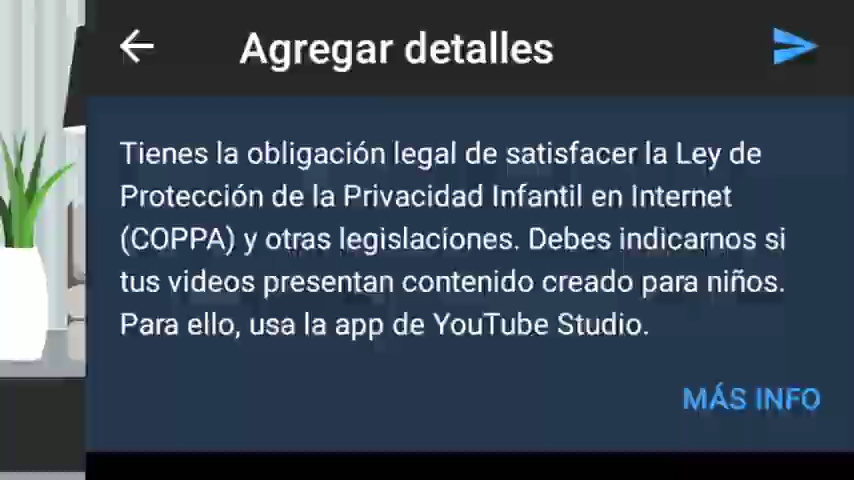 Agregar detalles
Tienes la obligación legal de satisfacer la Ley de
Protección de la Privacidad Infantil en Internet
(COPPA) y otras legislaciones. Debes indicarnos si
tus videos presentan contenido creado para niños.
Para ello, usa la app de YouTube Studio.
MÁS INFO